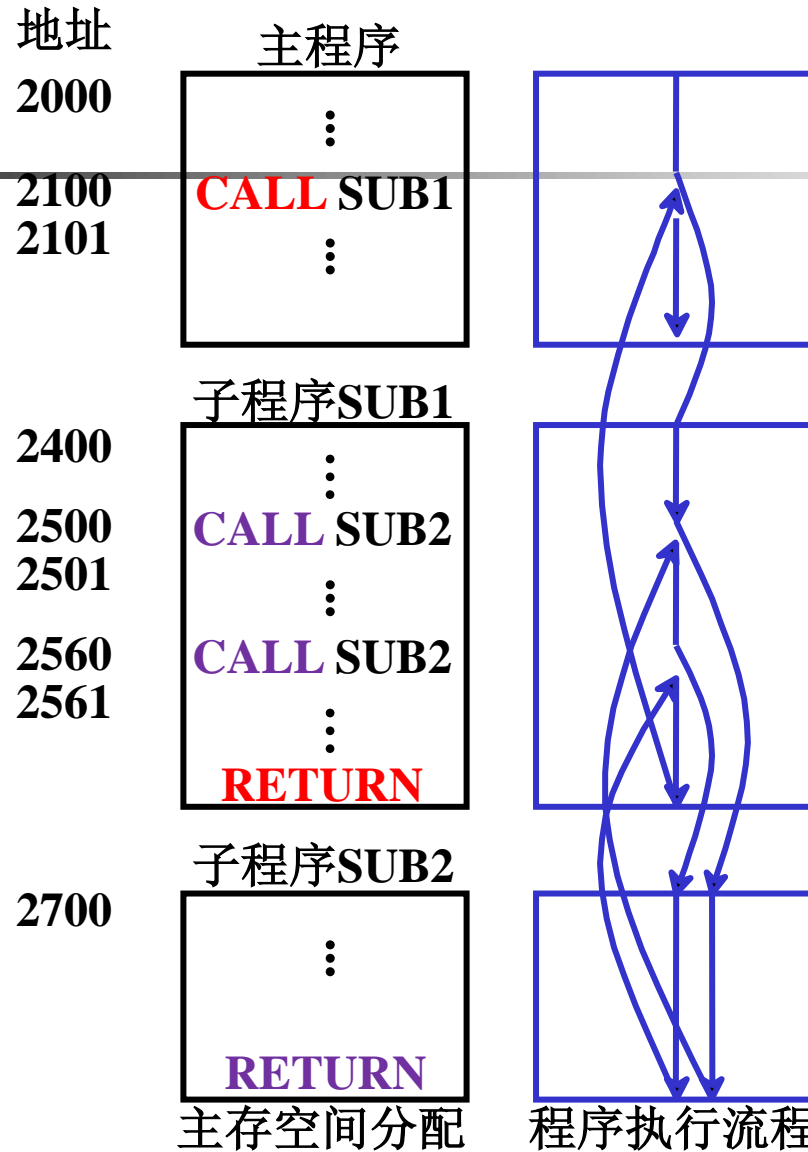 地址
主程序
2000
⋮
2100 CALL SUB1
2101
⋮
子程序SUB1
2400
⋮
2500 CALL SUB2
2501
⋮
2560 CALL SUB2
2561
⋮
RETURN
子程序SUB2
2700
⋮
RETURN
主存空间分配 程序执行流程